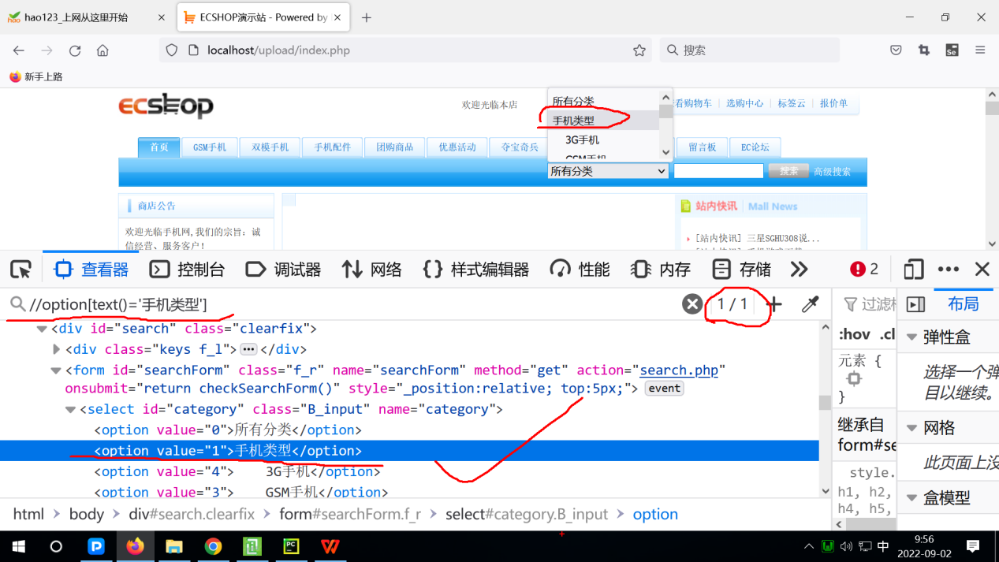 hao123_上网从这里开始
ECSHOP演示站 - Powered by
localhost/upload/index.php
搜索
新手上路
ecshop
欢迎光临本店
所有分类
手机类型
3G手机
GSM手机
看购物车 | 选购中心 | 标签云 | 报价单
首页 GSM手机 双模手机 手机配件 团购商品 优惠活动 夺宝奇兵 留言板 EC论坛
所有分类 搜索 高级搜索
商店公告
站内快讯 Mall News
欢迎光临手机网,我们的宗旨：诚
信经营、服务客户！
[站内快讯] 三星SGHU308说...
查看器 控制台 调试器 网络 {} 样式编辑器 性能 内存 存储 2
//option[text()='手机类型'] 1 / 1 布局
<div id="search" class="clearfix">
<div class="keys f_l"> ••• </div>
<form id="searchForm" class="f_r" name="searchForm" method="get" action="search.php"
onsubmit="return checkSearchForm()" style="_position:relative; top:5px;"> event
<select id="category" class="B_input" name="category">
<option value="0">所有分类</option>
<option value="1">手机类型</option>
<option value="4"> 3G手机</option>
<option value="3"> GSM手机</option>
过滤
:hov .cl
元素 {
}
继承自
form#se
style.
h1, h2,
h4, h5,
弹性盒
选择一个弹
目以继续。
网格
此页面上没
盒模型
html > body > div#search.clearfix > form#searchForm.f_r > select#category.B_input > option
中 9:56
2022-09-02